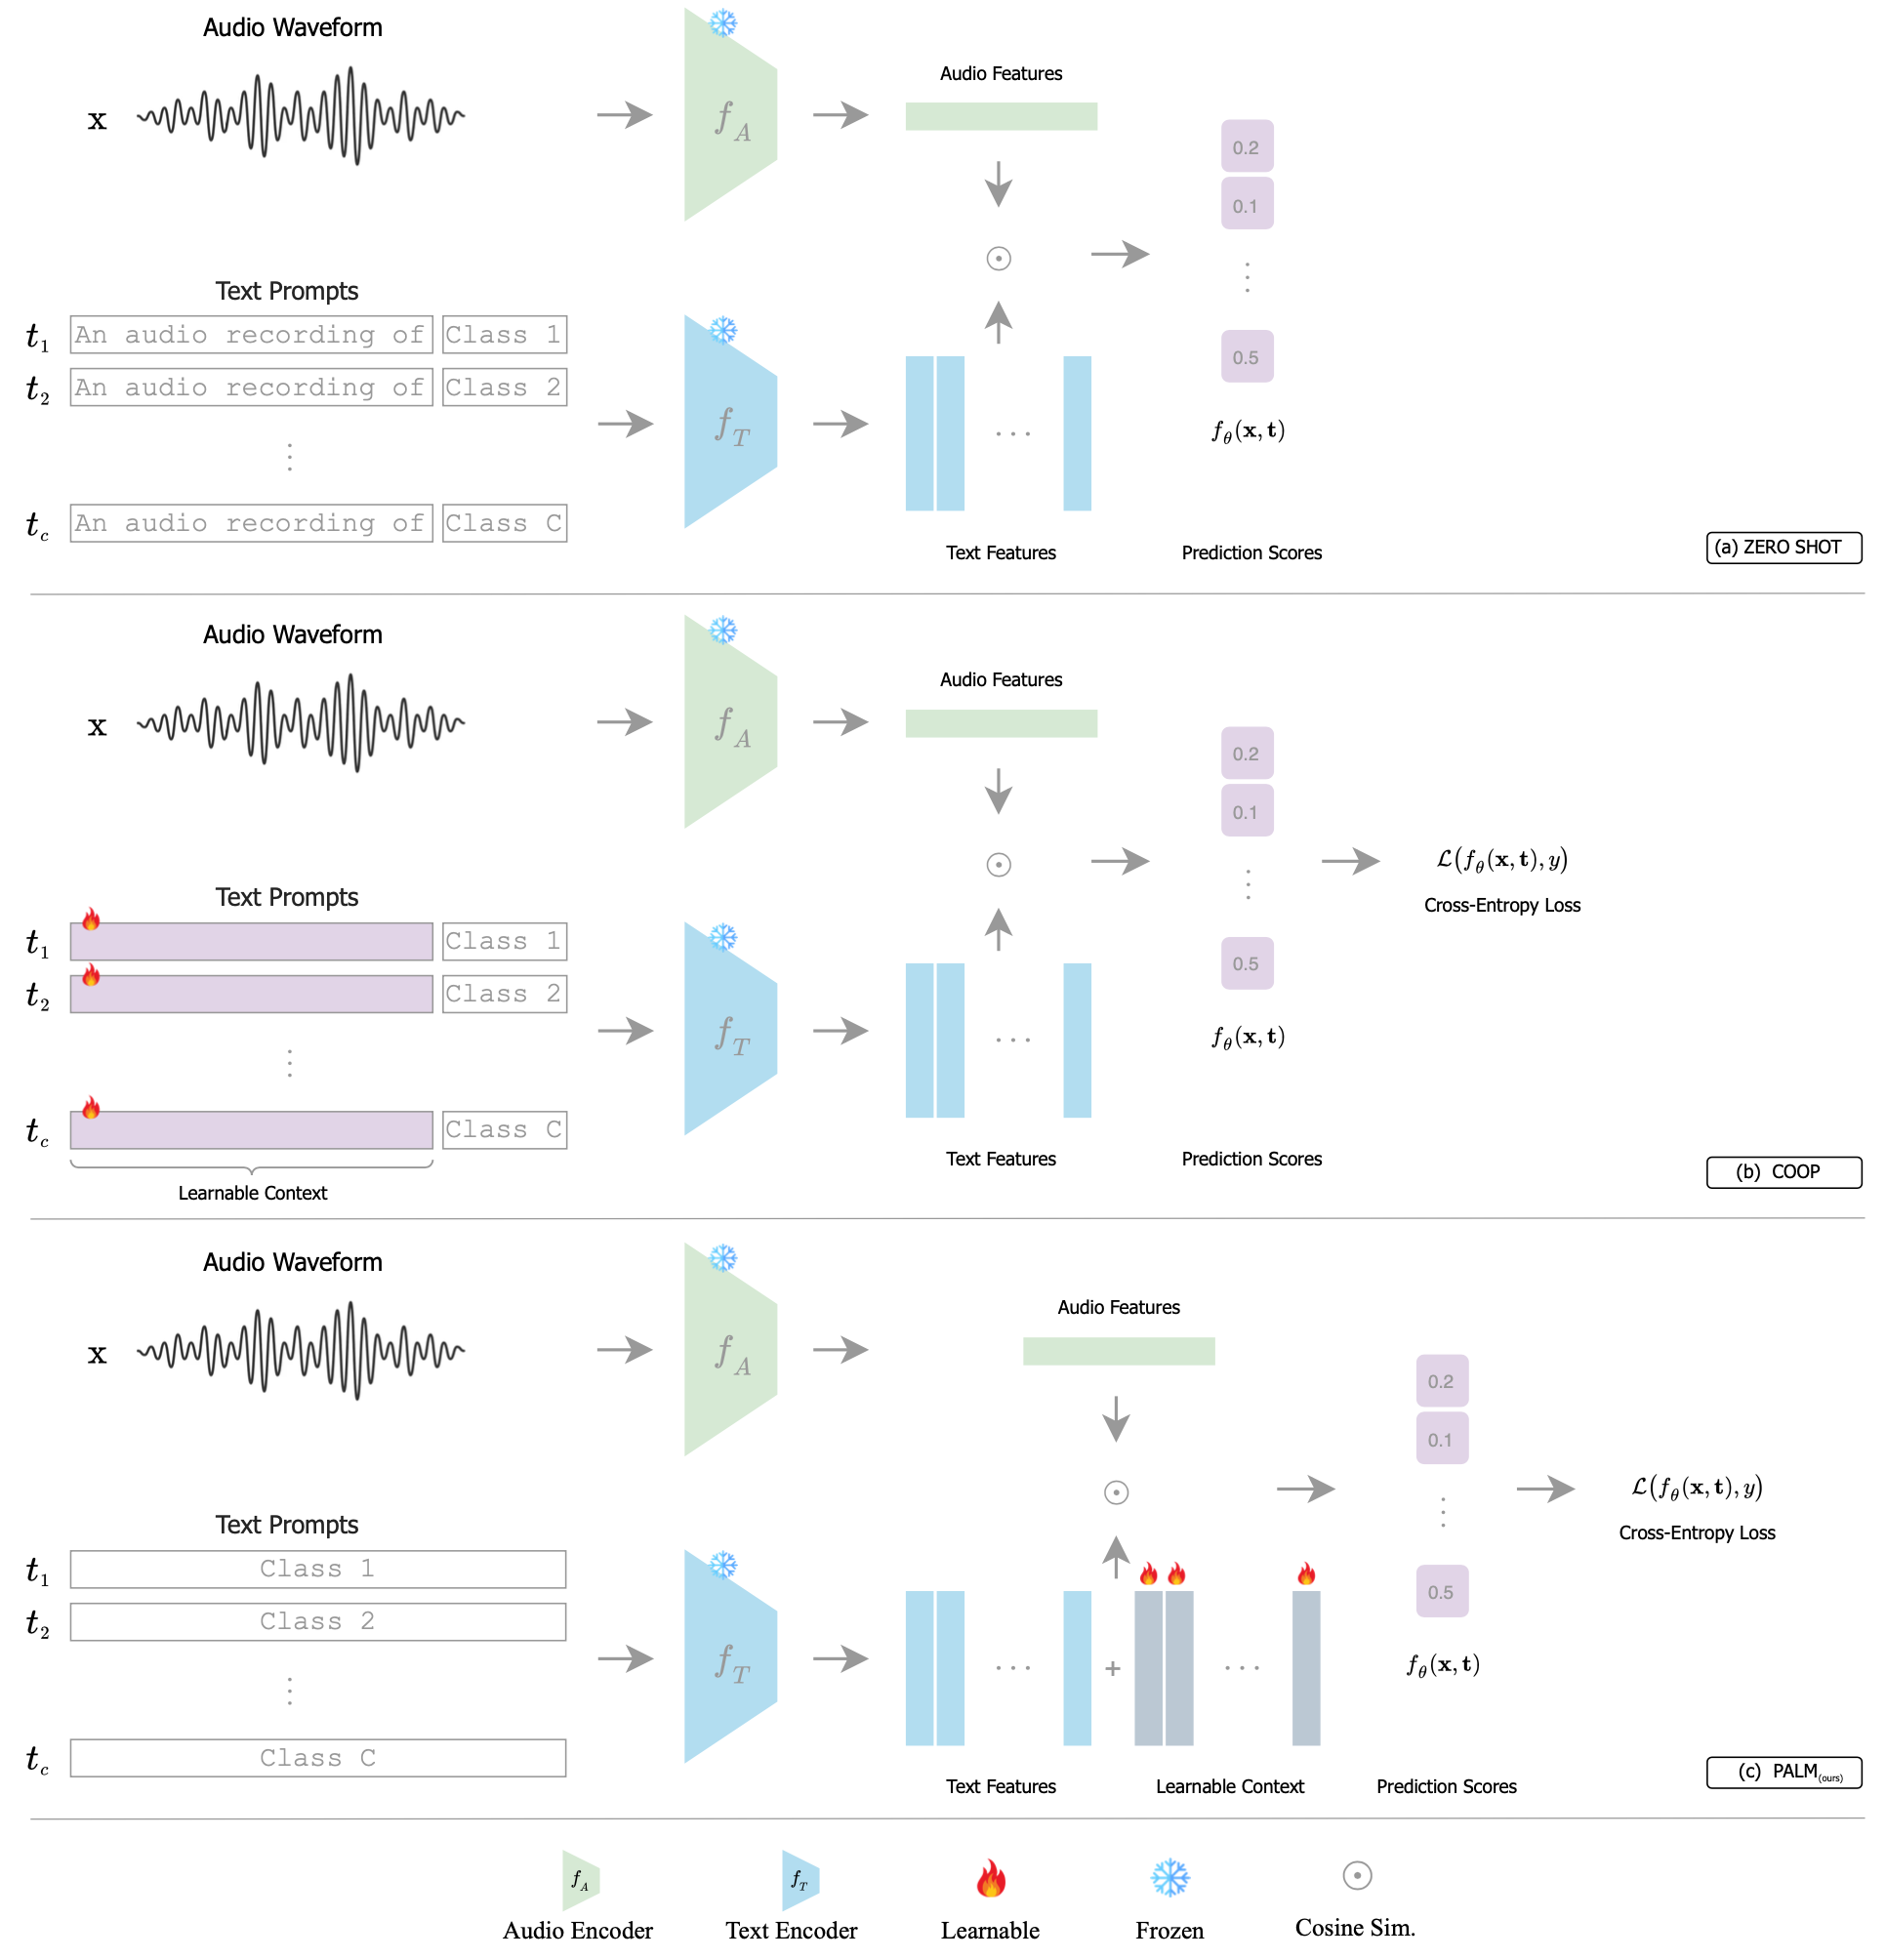 Audio Waveform
x
f_A
Audio Features
0.2
0.1
⋮
0.5
f_θ(x, t)
Text Prompts
t_1 An audio recording of Class 1
t_2 An audio recording of Class 2
⋮
t_c An audio recording of Class C
f_T
...
Text Features
Prediction Scores
(a) ZERO SHOT
Audio Waveform
x
f_A
Audio Features
0.2
0.1
⋮
0.5
f_θ(x, t)
ℒ(f_θ(x, t), y)
Cross-Entropy Loss
Text Prompts
t_1 Class 1
t_2 Class 2
⋮
t_c Class C
Learnable Context
f_T
...
Text Features
Prediction Scores
(b) COOP
Audio Waveform
x
f_A
Audio Features
0.2
0.1
⋮
0.5
f_θ(x, t)
ℒ(f_θ(x, t), y)
Cross-Entropy Loss
Text Prompts
t_1 Class 1
t_2 Class 2
⋮
t_c Class C
f_T
... + ...
Text Features
Learnable Context
Prediction Scores
(c) PALM (ours)
f_A
f_T
Audio Encoder
Text Encoder
Learnable
Frozen
Cosine Sim.